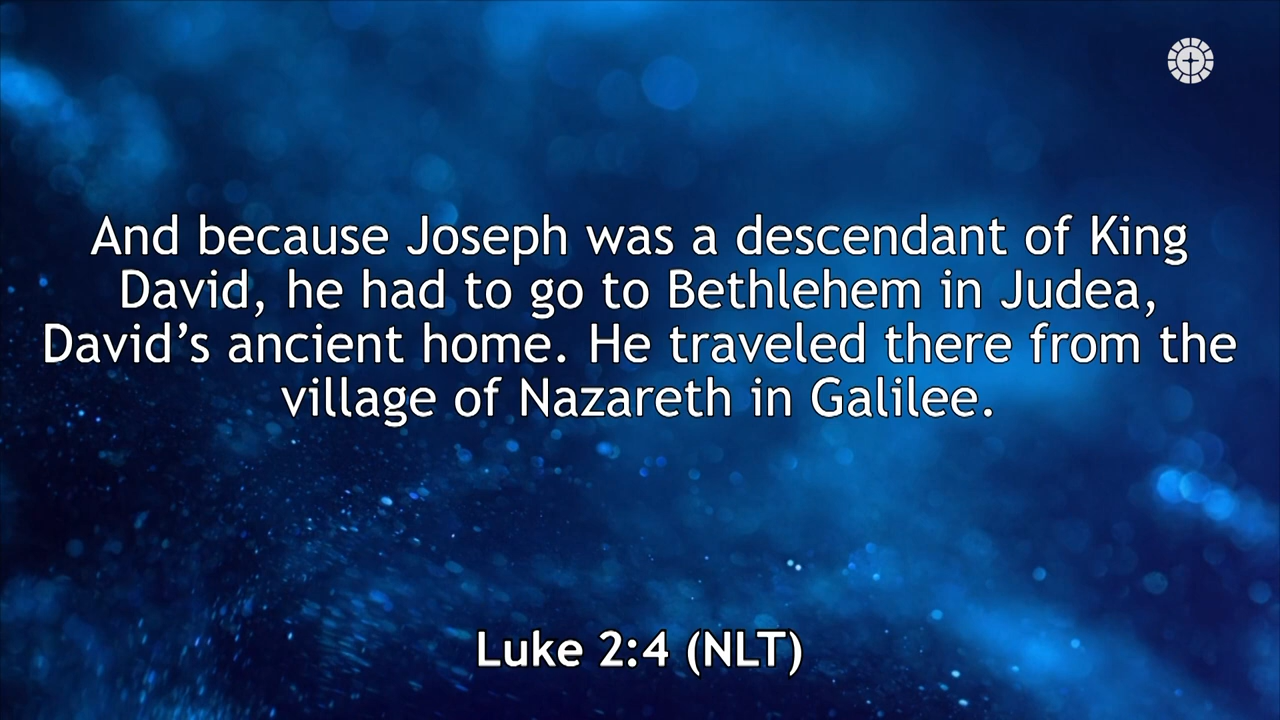 And because Joseph was a descendant of King
David, he had to go to Bethlehem in Judea,
David’s ancient home. He traveled there from the
village of Nazareth in Galilee.
Luke 2:4 (NLT)